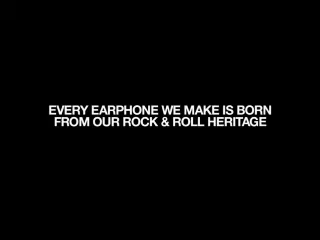 EVERY EARPHONE WE MAKE IS BORN
FROM OUR ROCK & ROLL HERITAGE